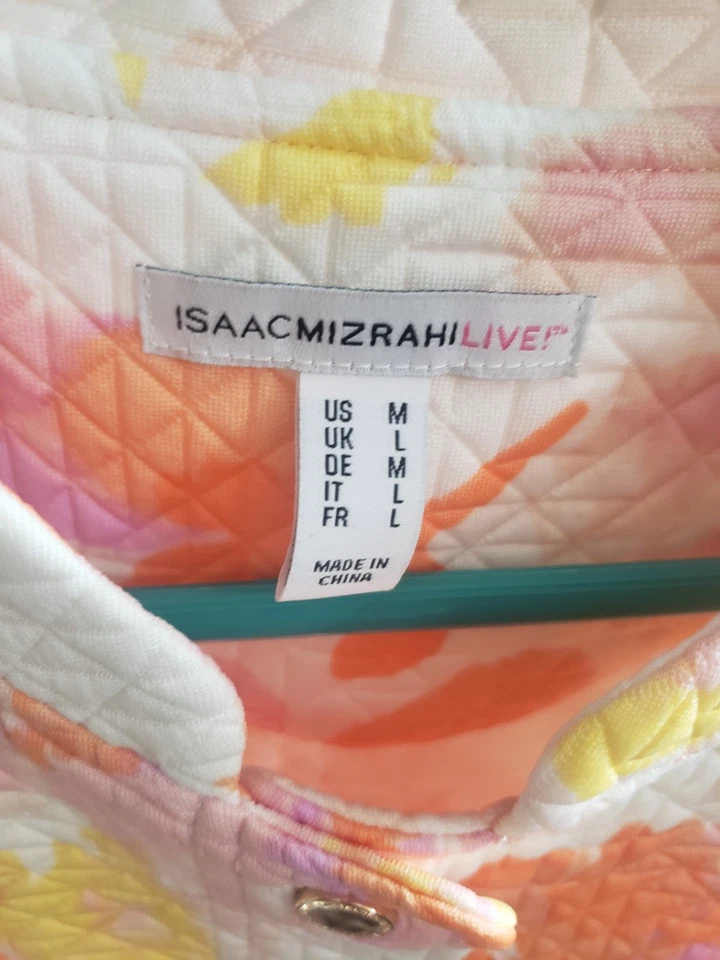 ISAACMIZRAHILIVE!™
US M
UK L
DE M
IT L
FR L
MADE IN
CHINA